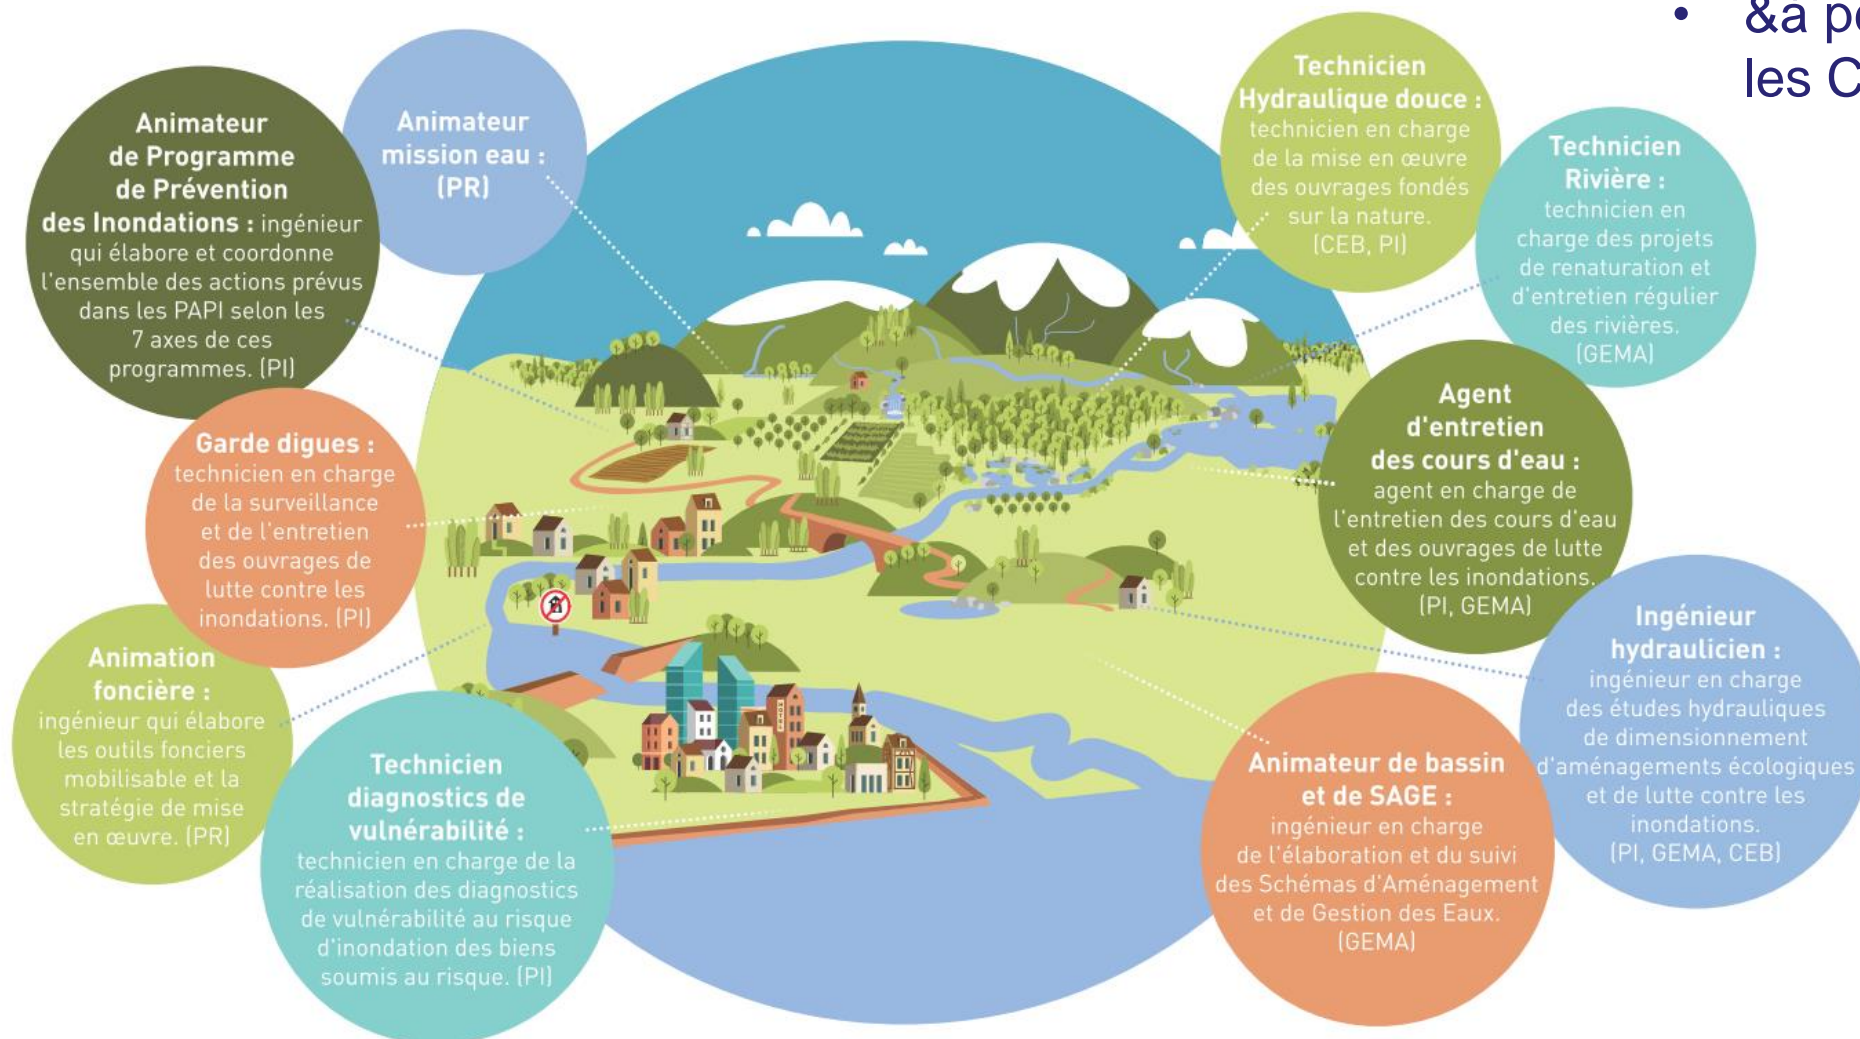 • &à
les C
Animateur
de Programme
de Prévention
des Inondations : ingénieur
qui élabore et coordonne
l'ensemble des actions prévus
dans les PAPI selon les
7 axes de ces
programmes. (PI)
Animateur
mission eau :
(PR)
Technicien
Hydraulique douce :
technicien en charge
de la mise en œuvre
des ouvrages fondés
sur la nature.
(CEB, PI)
Technicien
Rivière :
technicien en
charge des projets
de renaturation et
d'entretien régulier
des rivières.
(GEMA)
Garde digues :
technicien en charge
de la surveillance
et de l'entretien
des ouvrages de
lutte contre les
inondations. (PI)
Agent
d'entretien
des cours d'eau :
agent en charge de
l'entretien des cours d'eau
et des ouvrages de lutte
contre les inondations.
(PI, GEMA)
Animation
foncière :
ingénieur qui élabore
les outils fonciers
mobilisable et la
stratégie de mise
en œuvre. (PR)
Technicien
diagnostics de
vulnérabilité :
technicien en charge de la
réalisation des diagnostics
de vulnérabilité au risque
d'inondation des biens
soumis au risque. (PI)
HOTEL
Animateur de bassin
et de SAGE :
ingénieur en charge
de l'élaboration et du suivi
des Schémas d'Aménagement
et de Gestion des Eaux.
(GEMA)
Ingénieur
hydraulicien :
ingénieur en charge
des études hydrauliques
de dimensionnement
d'aménagements écologiques
et de lutte contre les
inondations.
(PI, GEMA, CEB)